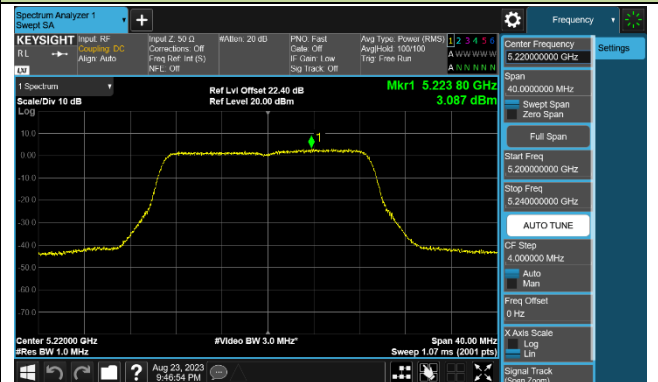 Spectrum Analyzer 1
Swept SA
Frequency
KEYSIGHT
RL
Input: RF
Coupling: DC
Align: Auto
Input Z: 50 Ω
Corrections: Off
Freq Ref: Int (S)
NFE: Off
#Atten: 20 dB
PNO: Fast
Gate: Off
IF Gain: Low
Sig Track: Off
Avg Type: Power (RMS)
Avg|Hold: 100/100
Trig: Free Run
1 2 3 4 5 6
A W W W W W
A N N N N N
1 Spectrum
Scale/Div 10 dB
Log
Ref Lvl Offset 22.40 dB
Ref Level 20.00 dBm
Mkr1 5.223 80 GHz
3.087 dBm
1
10.0
0.00
-10.0
-20.0
-30.0
-40.0
-50.0
-60.0
-70.0
Center 5.22000 GHz
#Res BW 1.0 MHz
#Video BW 3.0 MHz*
Span 40.00 MHz
Sweep 1.07 ms (2001 pts)
Aug 23, 2023
9:46:54 PM
Center Frequency
5.220000000 GHz
Settings
Span
40.0000000 MHz
Swept Span
Zero Span
Full Span
Start Freq
5.200000000 GHz
Stop Freq
5.240000000 GHz
AUTO TUNE
CF Step
4.000000 MHz
Auto
Man
Freq Offset
0 Hz
X Axis Scale
Log
Lin
Signal Track
(Span Zoom)